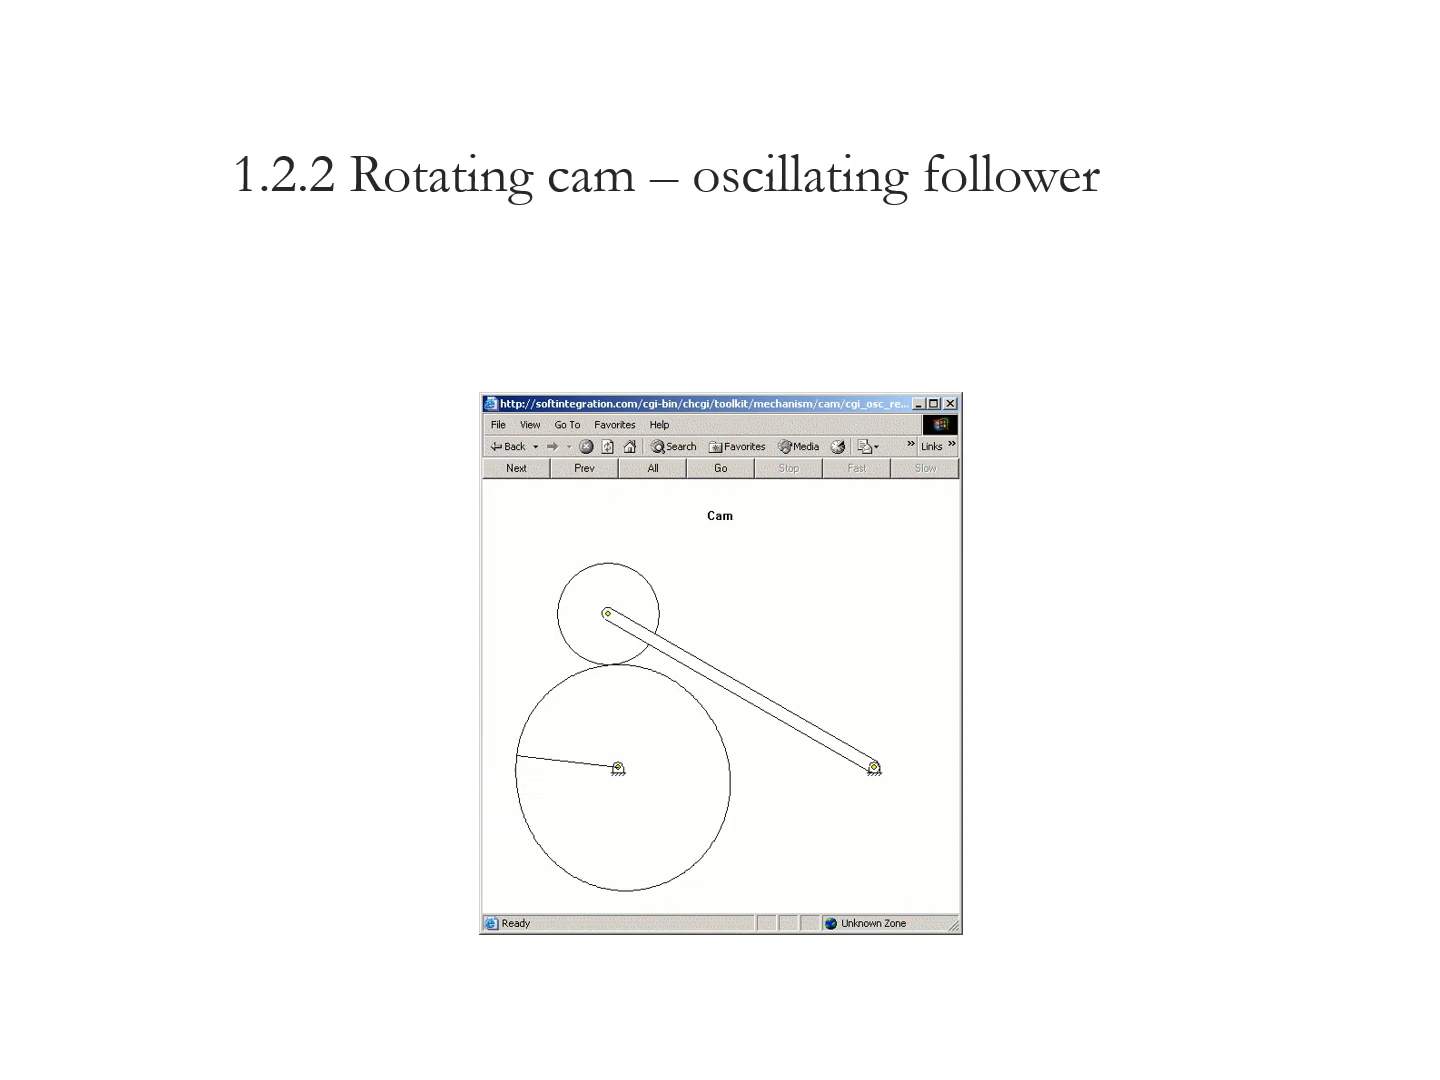 1.2.2 Rotating cam – oscillating follower
http://softintegration.com/cgi-bin/chcgi/toolkit/mechanism/cam/cgi_osc_re...
File View Go To Favorites Help
Back Search Favorites Media » Links »
Next Prev All Go Stop Fast Slow
Cam
Ready Unknown Zone